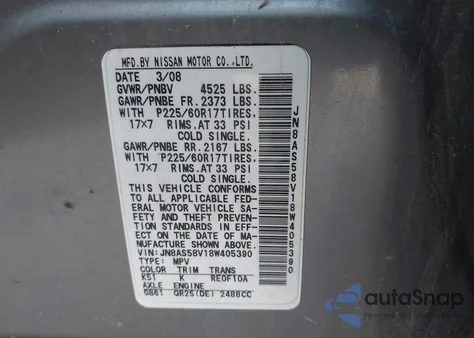 MFD.BY NISSAN MOTOR CO.,LTD.
DATE 3/08
GVWR/PNBV 4525 LBS.
GAWR/PNBE FR. 2373 LBS.
WITH P225/60R17TIRES,
17×7 RIMS.AT 33 PSI
COLD SINGLE.
GAWR/PNBE RR. 2167 LBS.
WITH P225/60R17TIRES,
17×7 RIMS.AT 33 PSI
COLD SINGLE.
THIS VEHICLE CONFORMS
TO ALL APPLICABLE FED-
ERAL MOTOR VEHICLE SA-
FETY AND THEFT PREVEN-
TION STANDARDS IN EFF-
ECT ON THE DATE OF MA-
NUFACTURE SHOWN ABOVE.
VIN: JN8AS58V18W405390
TYPE: MPV
COLOR TRIM TRANS
K51 K RE0F10A
AXLE ENGINE
GB61 QR25(DE) 2488CC
JN8AS58V18W405390
autoSnap